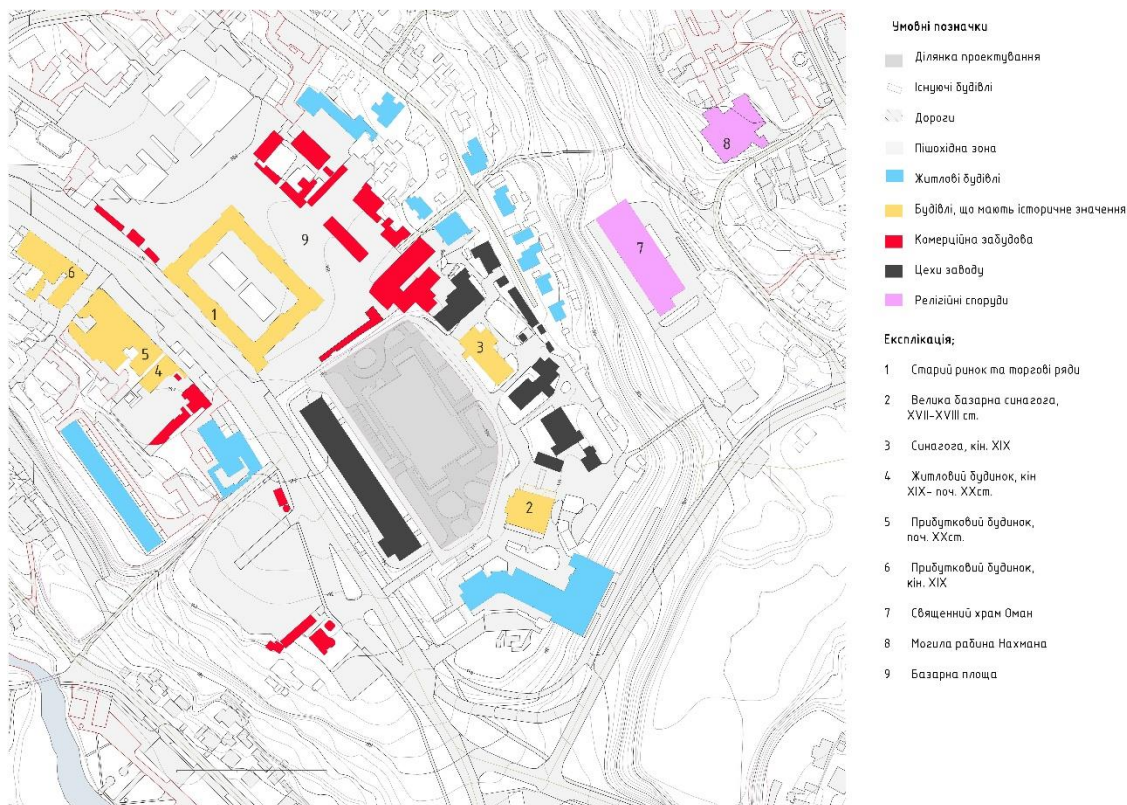 Умовні позначки
Ділянка проектування
Існуючі будівлі
Дороги
Пішохідна зона
Житлові будівлі
Будівлі, що мають історичне значення
Комерційна забудова
Цехи заводу
Релігійні споруди
Експлікація;
1 Старий ринок та торгові ряди
2 Велика базарна синагога,
XVII-XVIII ст.
3 Синагога, кін. XIX
4 Житловий будинок, кін
XIX- поч. XXст.
5 Прибутковий будинок,
поч. XXст.
6 Прибутковий будинок,
кін. XIX
7 Священний храм Оман
8 Могила рабина Нахмана
9 Базарна площа
8
9
7
6
1
5
3
4
2